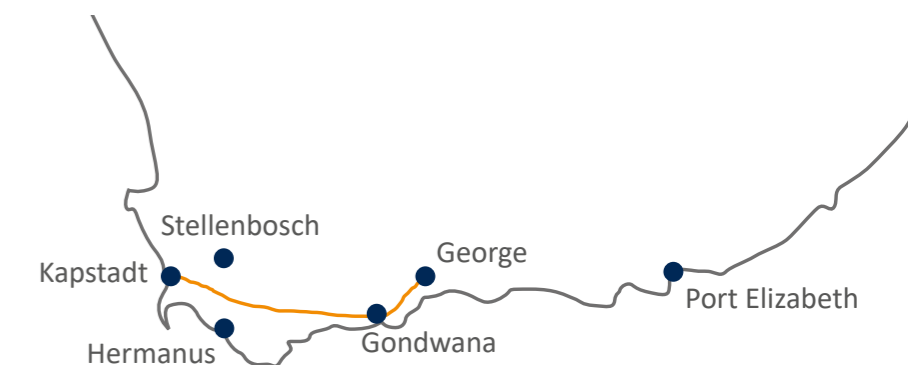 Stellenbosch
George
Kapstadt
Port Elizabeth
Gondwana
Hermanus